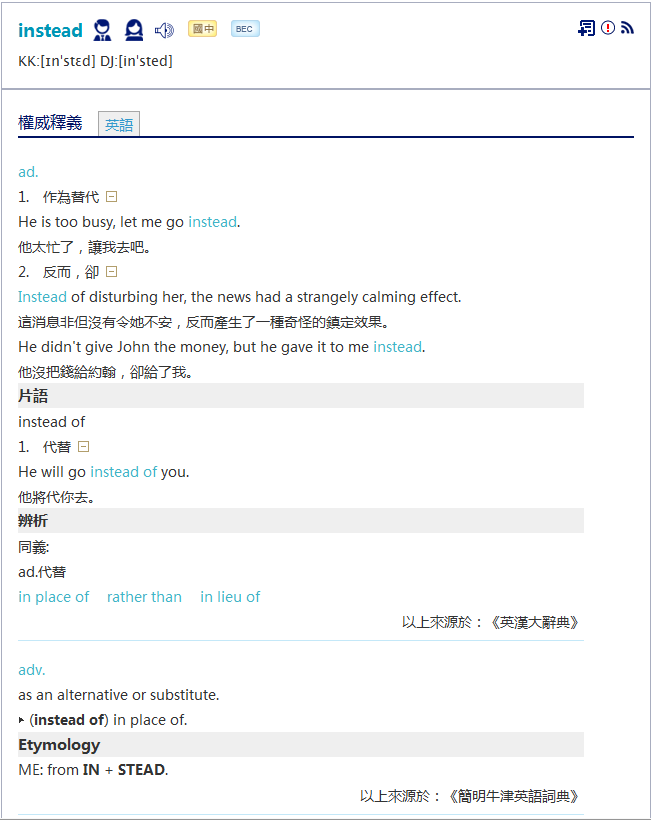 instead 國中 BEC
KK:[ɪn'stɛd] DJ:[in'sted]
權威釋義 英語
ad.
1. 作為替代
He is too busy, let me go instead.
他太忙了，讓我去吧。
2. 反而，卻
Instead of disturbing her, the news had a strangely calming effect.
這消息非但沒有令她不安，反而產生了一種奇怪的鎮定效果。
He didn't give John the money, but he gave it to me instead.
他沒把錢給約翰，卻給了我。
片語
instead of
1. 代替
He will go instead of you.
他將代你去。
辨析
同義:
ad.代替
in place of rather than in lieu of
以上來源於：《英漢大辭典》
adv.
as an alternative or substitute.
(instead of) in place of.
Etymology
ME: from IN + STEAD.
以上來源於：《簡明牛津英語詞典》